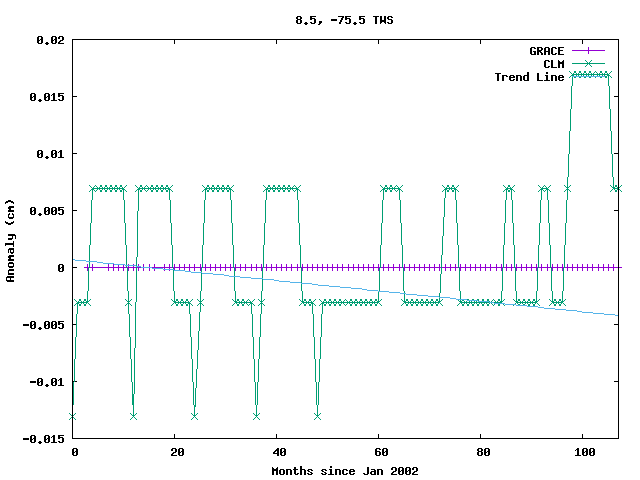 8.5, -75.5 TWS
GRACE
CLM
Trend Line
0.02
0.015
0.01
0.005
0
-0.005
-0.01
-0.015
Anomaly (cm)
0 20 40 60 80 100
Months since Jan 2002